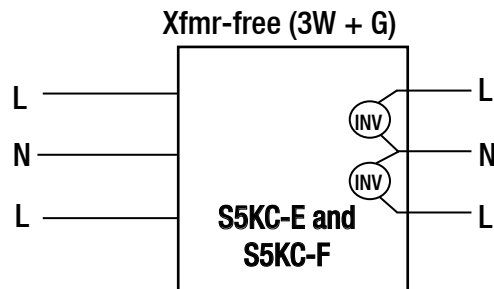 Xfmr-free (3W + G)
L
L
INV
N
N
INV
L
L
S5KC-E and
S5KC-F